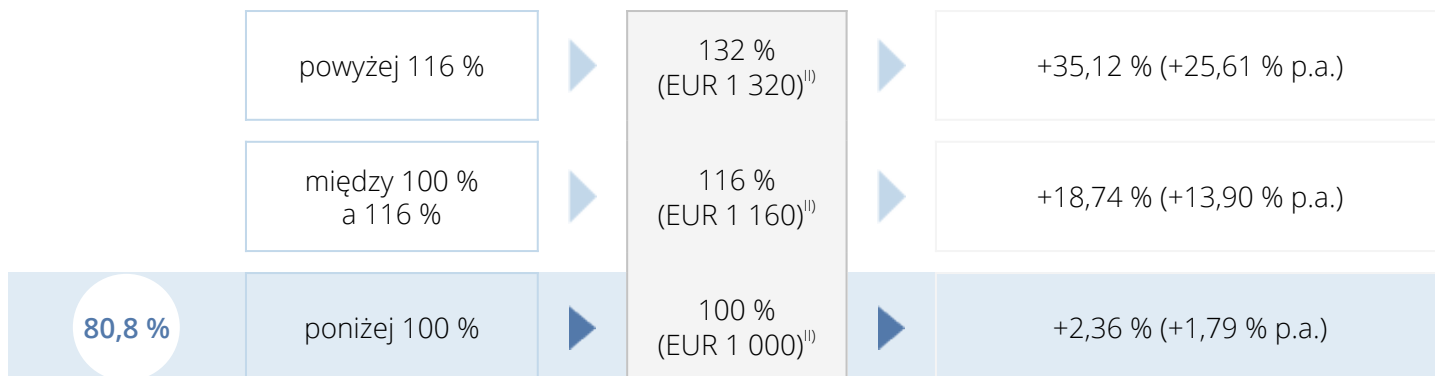 powyżej 116 %
132 %
(EUR 1 320)II)
+35,12 % (+25,61 % p.a.)
między 100 %
a 116 %
116 %
(EUR 1 160)II)
+18,74 % (+13,90 % p.a.)
80,8 %
poniżej 100 %
100 %
(EUR 1 000)II)
+2,36 % (+1,79 % p.a.)